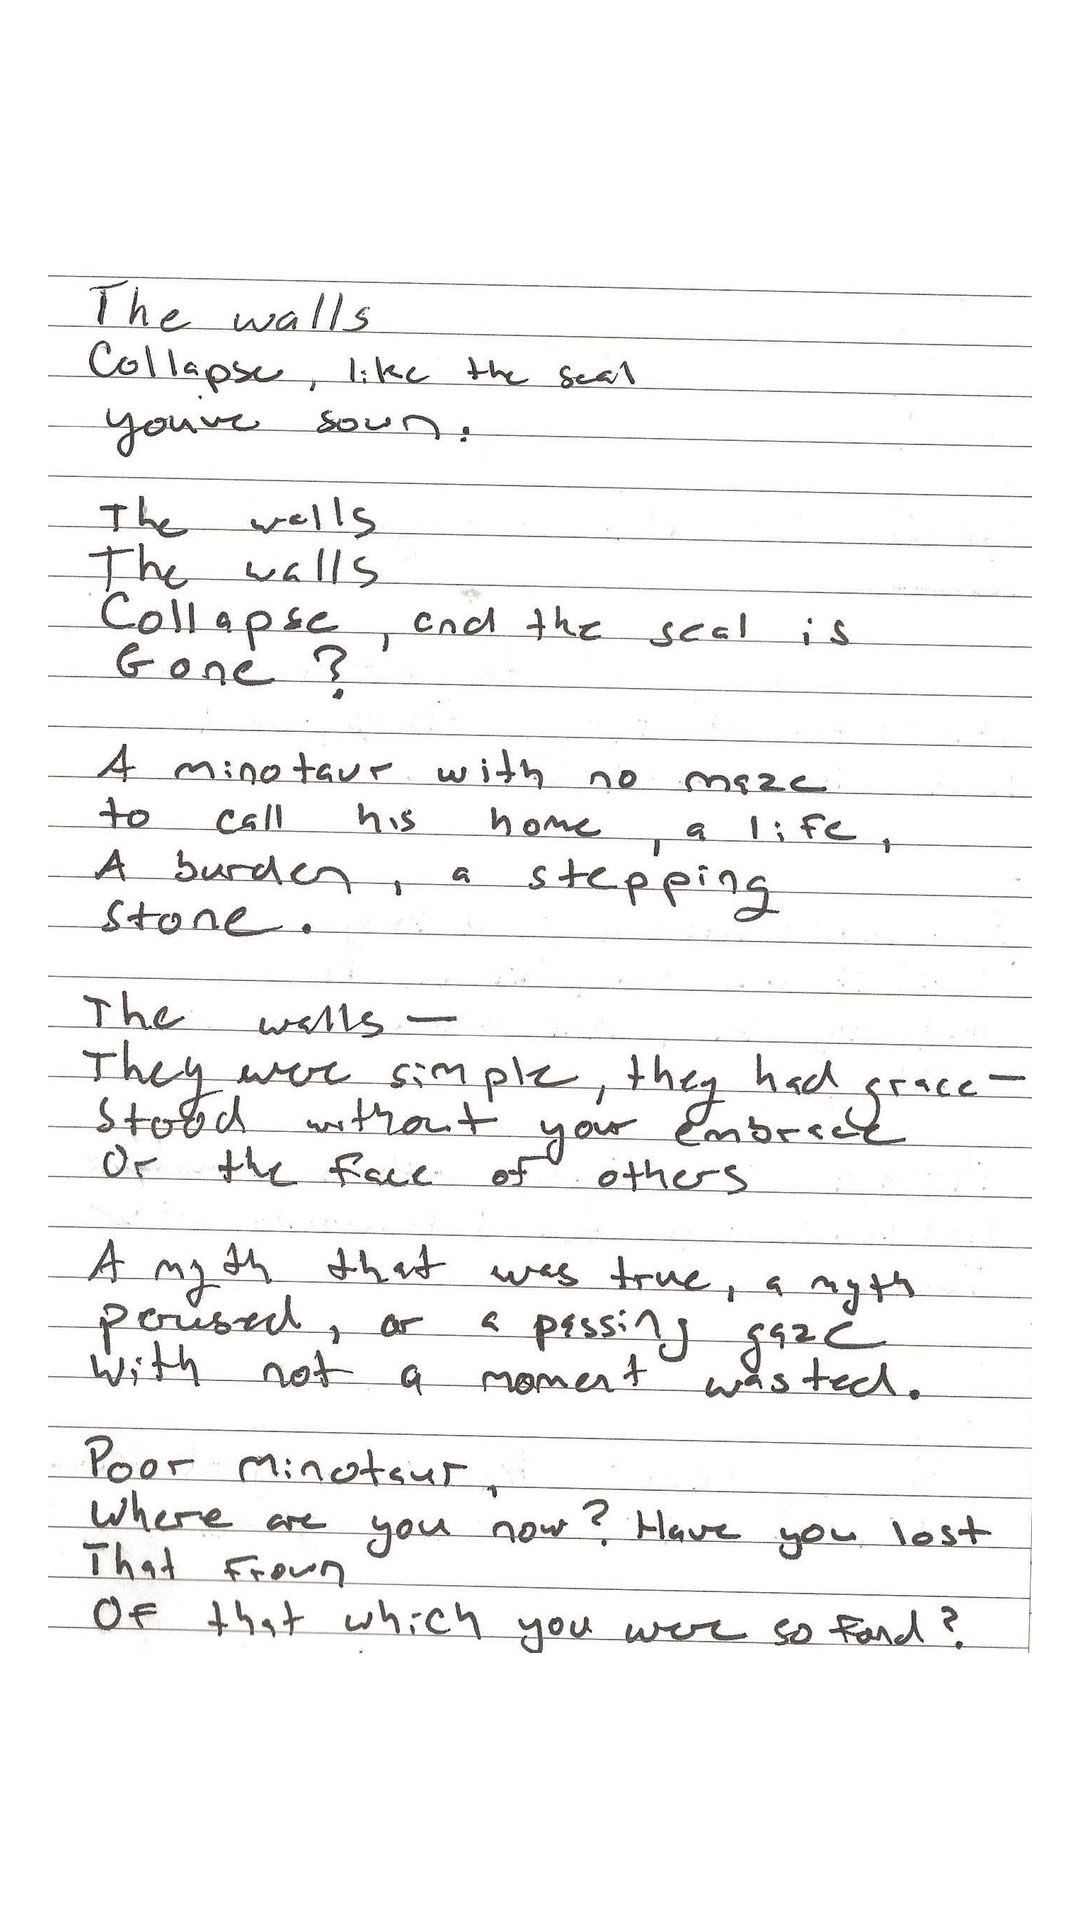 The walls
Collapse, like the seal
you've sown.
The walls
The walls
Collapse, and the seal is
Gone?
A minotaur with no maze
to call his home, a life,
A burden, a stepping
stone.
The walls —
They were simple, they had grace —
Stood without your embrace
Or the face of others
A myth that was true, a myth
perused, or a passing gaze
With not a moment wasted.
Poor Minotaur,
Where are you now? Have you lost
That Frown
Of that which you were so fond?